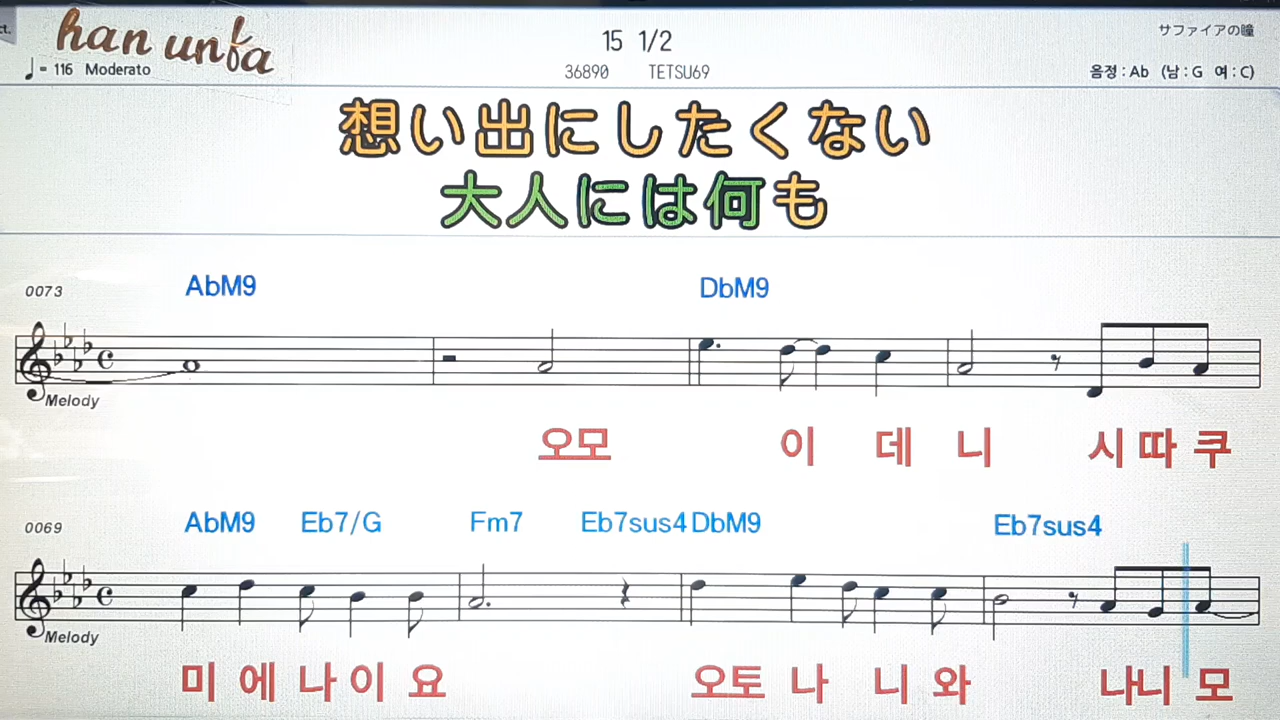 ct.
han unfa
♩= 116 Moderato
15 1/2
36890 TETSU69
サファイアの瞳
음정 : Ab (남 : G 여 : C)
想い出にしたくない
大人には何も
0073 AbM9 DbM9
Melody
오모 이 데 니 시 따 쿠
0069 AbM9 Eb7/G Fm7 Eb7sus4 DbM9 Eb7sus4
Melody
미 에 나 이 요 오토 나 니 와 나니 모